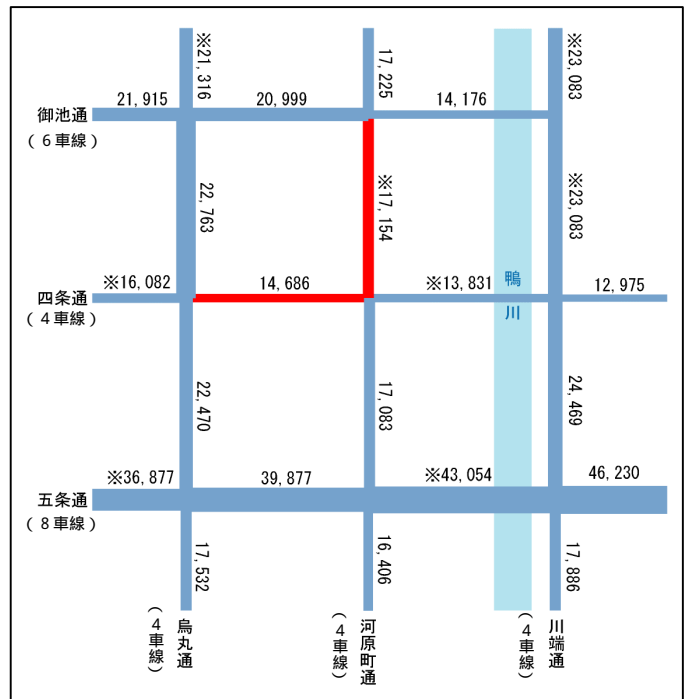 ※21,316
17,225
※23,083
21,915
20,999
14,176
御池通
(６車線)
22,763
※17,154
※23,083
※16,082
14,686
※13,831
鴨川
12,975
四条通
(４車線)
22,470
17,083
24,469
※36,877
39,877
※43,054
46,230
五条通
(８車線)
17,532
16,406
17,886
烏丸通
(４車線)
河原町通
(４車線)
川端通
(４車線)